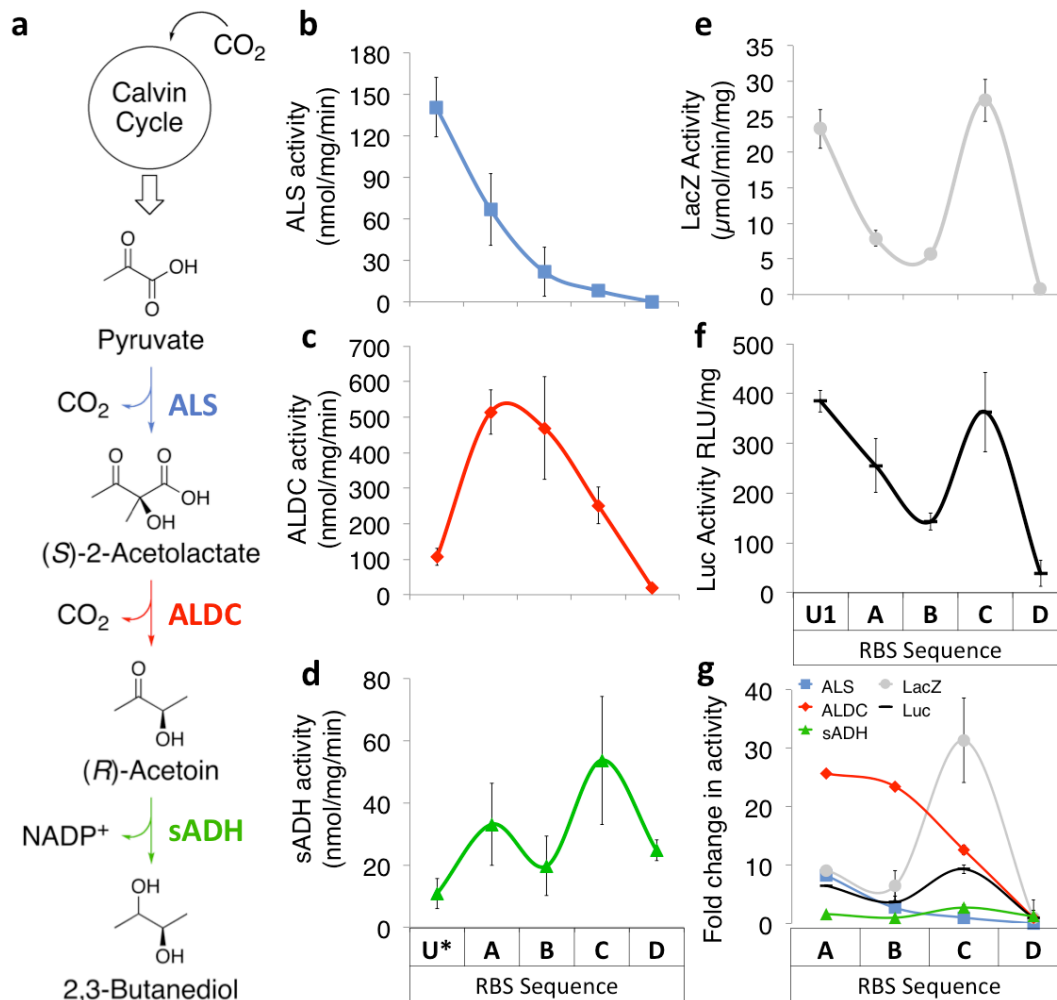 a
CO2
Calvin
Cycle
O
OH
O
Pyruvate
CO2
ALS
O
O
OH
OH
(S)-2-Acetolactate
CO2
ALDC
O
OH
(R)-Acetoin
NADP+
sADH
OH
OH
2,3-Butanediol
b
ALS activity
(nmol/mg/min)
180
150
120
90
60
30
0
c
ALDC activity
(nmol/mg/min)
700
600
500
400
300
200
100
0
d
sADH activity
(nmol/mg/min)
80
60
40
20
0
U* A B C D
RBS Sequence
e
LacZ Activity
(µmol/min/mg)
35
30
25
20
15
10
5
0
f
Luc Activity RLU/mg
500
400
300
200
100
0
U1 A B C D
RBS Sequence
g
ALS LacZ
ALDC Luc
sADH
Fold change in activity
40
30
20
10
0
A B C D
RBS Sequence